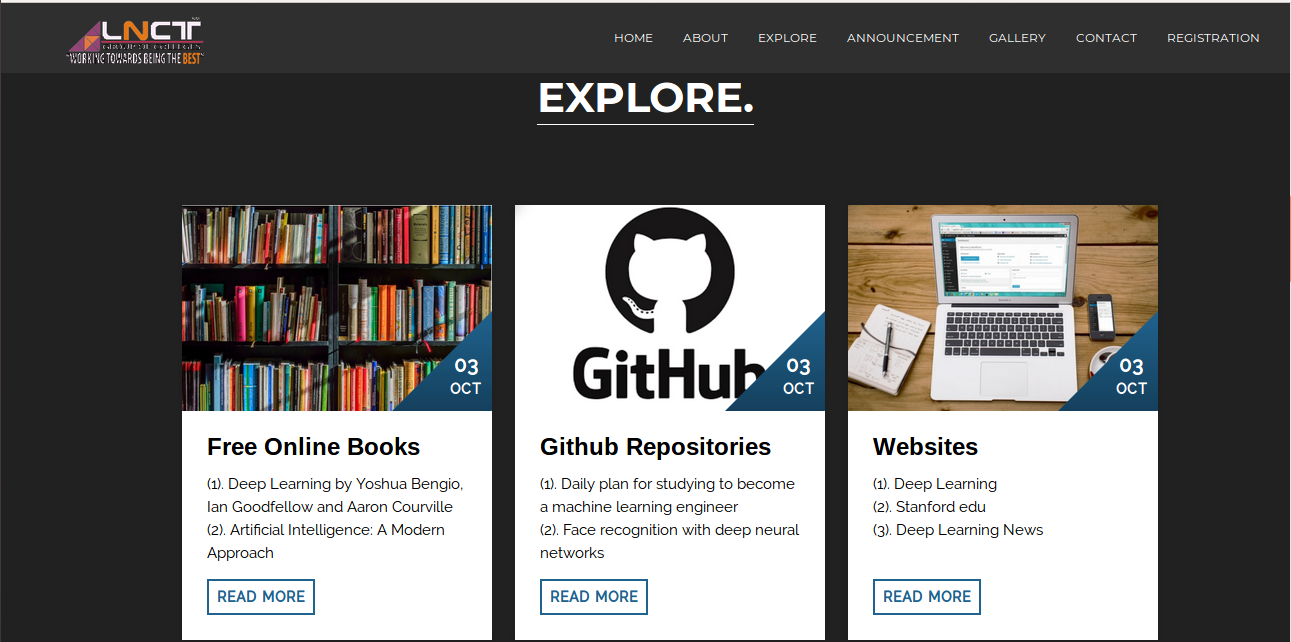 LNCT
GROUP OF COLLEGES
"WORKING TOWARDS BEING THE BEST"
HOME ABOUT EXPLORE ANNOUNCEMENT GALLERY CONTACT REGISTRATION
EXPLORE.
03
OCT
Free Online Books
(1). Deep Learning by Yoshua Bengio,
Ian Goodfellow and Aaron Courville
(2). Artificial Intelligence: A Modern
Approach
READ MORE
GitHub
03
OCT
Github Repositories
(1). Daily plan for studying to become
a machine learning engineer
(2). Face recognition with deep neural
networks
READ MORE
03
OCT
Websites
(1). Deep Learning
(2). Stanford edu
(3). Deep Learning News
READ MORE